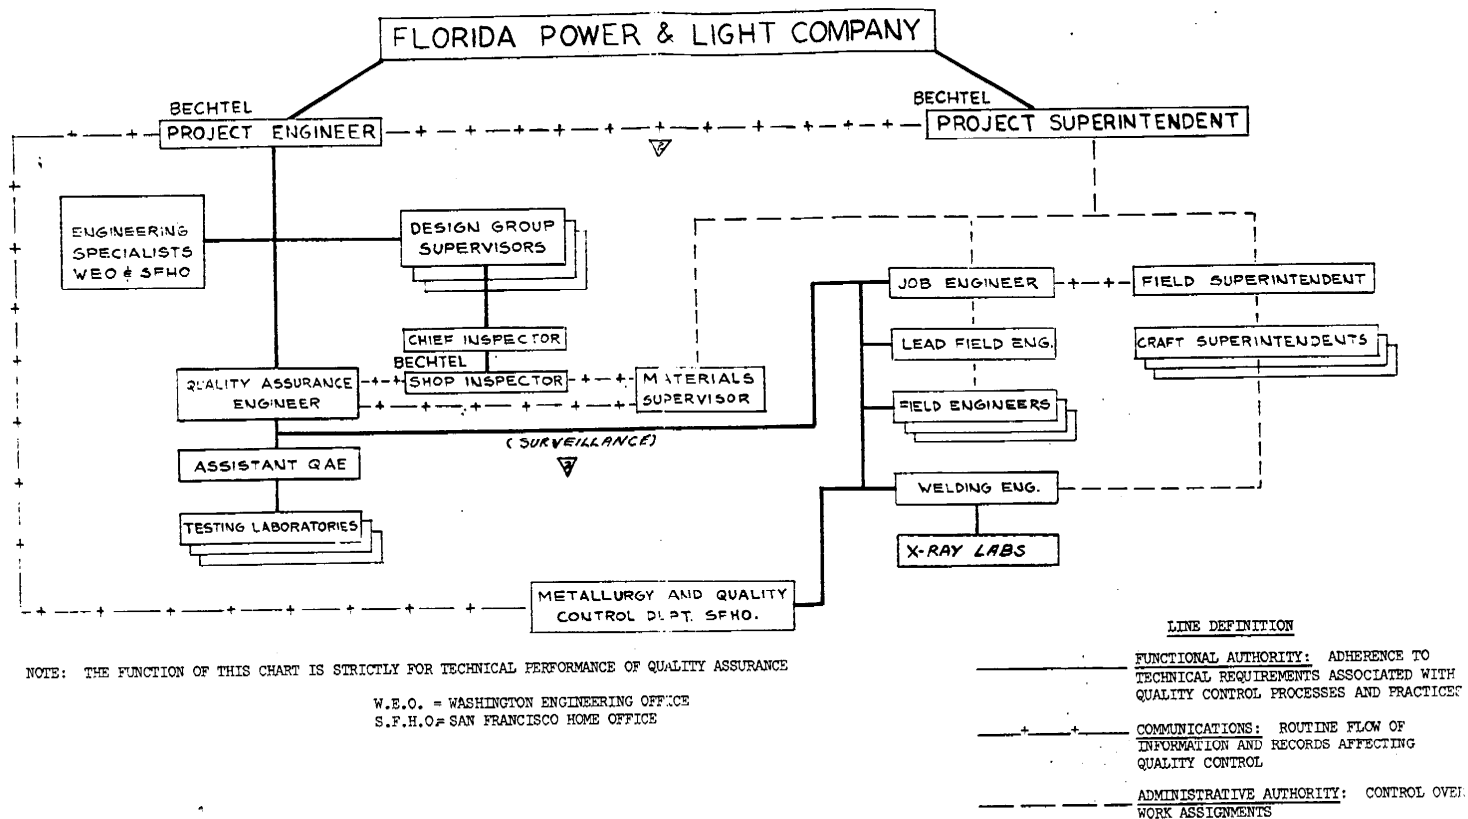 FLORIDA POWER & LIGHT COMPANY
BECHTEL
PROJECT ENGINEER
BECHTEL
PROJECT SUPERINTENDENT
2
ENGINEERING
SPECIALISTS
WEO & SFHO
DESIGN GROUP
SUPERVISORS
JOB ENGINEER
FIELD SUPERINTENDENT
CHIEF INSPECTOR
LEAD FIELD ENG.
CRAFT SUPERINTENDENTS
BECHTEL
QUALITY ASSURANCE
ENGINEER
SHOP INSPECTOR
MATERIALS
SUPERVISOR
FIELD ENGINEERS
(SURVEILLANCE)
ASSISTANT QAE
WELDING ENG.
TESTING LABORATORIES
X-RAY LABS
METALLURGY AND QUALITY
CONTROL DEPT. SFHO.
LINE DEFINITION
NOTE: THE FUNCTION OF THIS CHART IS STRICTLY FOR TECHNICAL PERFORMANCE OF QUALITY ASSURANCE
W.E.O. = WASHINGTON ENGINEERING OFFICE
S.F.H.O.= SAN FRANCISCO HOME OFFICE
FUNCTIONAL AUTHORITY: ADHERENCE TO
TECHNICAL REQUIREMENTS ASSOCIATED WITH
QUALITY CONTROL PROCESSES AND PRACTICES
COMMUNICATIONS: ROUTINE FLOW OF
INFORMATION AND RECORDS AFFECTING
QUALITY CONTROL
ADMINISTRATIVE AUTHORITY: CONTROL OVER
WORK ASSIGNMENTS